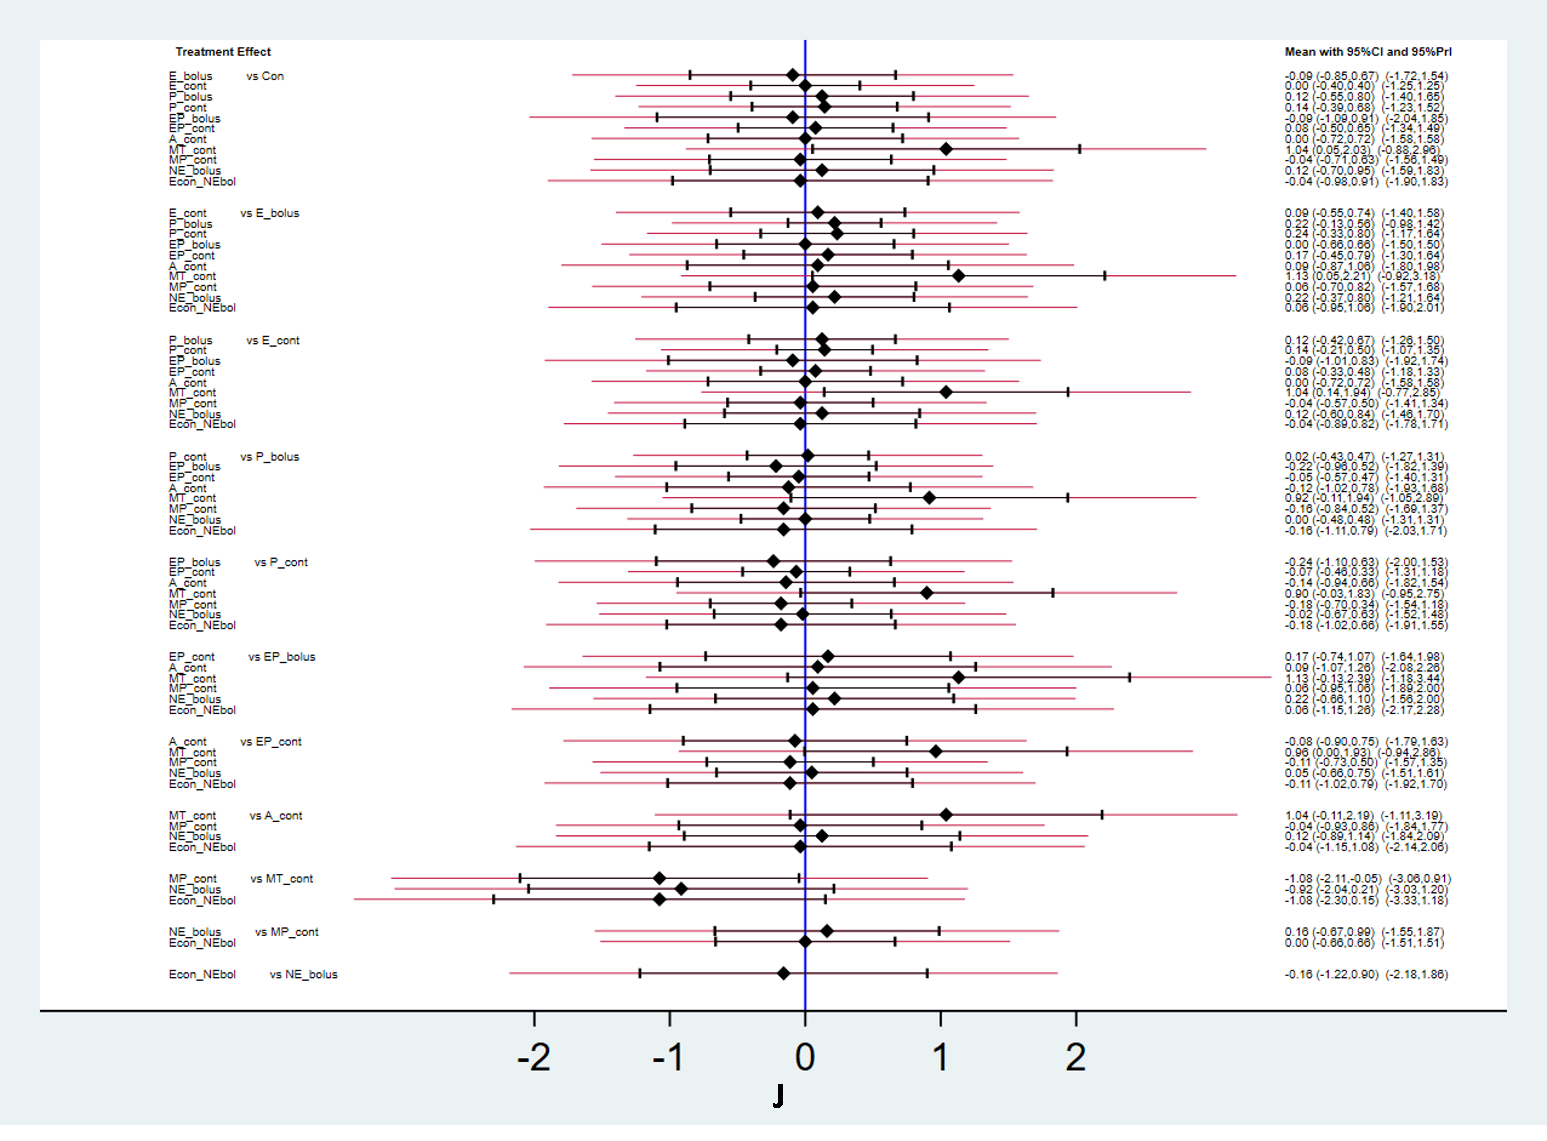 Treatment Effect Mean with 95%CI and 95%PrI
E_bolus vs Con -0.09 (-0.85,0.67) (-1.72,1.54)
E_cont 0.00 (-0.40,0.40) (-1.25,1.25)
P_bolus 0.12 (-0.55,0.80) (-1.40,1.65)
P_cont 0.14 (-0.39,0.68) (-1.23,1.52)
EP_bolus -0.09 (-1.09,0.91) (-2.04,1.85)
EP_cont 0.08 (-0.50,0.65) (-1.34,1.49)
A_cont 0.00 (-0.72,0.72) (-1.58,1.58)
MT_cont 1.04 (0.05,2.03) (-0.88,2.96)
MP_cont -0.04 (-0.71,0.63) (-1.56,1.49)
NE_bolus 0.12 (-0.70,0.95) (-1.59,1.83)
Econ_NEbol -0.04 (-0.98,0.91) (-1.90,1.83)
E_cont vs E_bolus 0.09 (-0.55,0.74) (-1.40,1.58)
P_bolus 0.22 (-0.13,0.56) (-0.98,1.42)
P_cont 0.24 (-0.33,0.80) (-1.17,1.64)
EP_bolus 0.00 (-0.66,0.66) (-1.50,1.50)
EP_cont 0.17 (-0.45,0.79) (-1.30,1.64)
A_cont 0.09 (-0.87,1.06) (-1.80,1.98)
MT_cont 1.13 (0.05,2.21) (-0.92,3.18)
MP_cont 0.06 (-0.70,0.82) (-1.57,1.68)
NE_bolus 0.22 (-0.37,0.80) (-1.21,1.64)
Econ_NEbol 0.06 (-0.95,1.06) (-1.90,2.01)
P_bolus vs E_cont 0.12 (-0.42,0.67) (-1.26,1.50)
P_cont 0.14 (-0.21,0.50) (-1.07,1.35)
EP_bolus -0.09 (-1.01,0.83) (-1.92,1.74)
EP_cont 0.08 (-0.33,0.48) (-1.18,1.33)
A_cont 0.00 (-0.72,0.72) (-1.58,1.58)
MT_cont 1.04 (0.14,1.94) (-0.77,2.85)
MP_cont -0.04 (-0.57,0.50) (-1.41,1.34)
NE_bolus 0.12 (-0.60,0.84) (-1.46,1.70)
Econ_NEbol -0.04 (-0.89,0.82) (-1.78,1.71)
P_cont vs P_bolus 0.02 (-0.43,0.47) (-1.27,1.31)
EP_bolus -0.22 (-0.96,0.52) (-1.82,1.39)
EP_cont -0.05 (-0.57,0.47) (-1.40,1.31)
A_cont -0.12 (-1.02,0.78) (-1.93,1.68)
MT_cont 0.92 (-0.11,1.94) (-1.05,2.89)
MP_cont -0.16 (-0.84,0.52) (-1.69,1.37)
NE_bolus 0.00 (-0.48,0.48) (-1.31,1.31)
Econ_NEbol -0.16 (-1.11,0.79) (-2.03,1.71)
EP_bolus vs P_cont -0.24 (-1.10,0.63) (-2.00,1.53)
EP_cont -0.07 (-0.46,0.33) (-1.31,1.18)
A_cont -0.14 (-0.94,0.66) (-1.82,1.54)
MT_cont 0.90 (-0.03,1.83) (-0.95,2.75)
MP_cont -0.18 (-0.70,0.34) (-1.54,1.18)
NE_bolus -0.02 (-0.67,0.63) (-1.52,1.48)
Econ_NEbol -0.18 (-1.02,0.66) (-1.91,1.55)
EP_cont vs EP_bolus 0.17 (-0.74,1.07) (-1.64,1.98)
A_cont 0.09 (-1.07,1.26) (-2.08,2.26)
MT_cont 1.13 (-0.13,2.39) (-1.18,3.44)
MP_cont 0.06 (-0.95,1.06) (-1.89,2.00)
NE_bolus 0.22 (-0.66,1.10) (-1.56,2.00)
Econ_NEbol 0.06 (-1.15,1.26) (-2.17,2.28)
A_cont vs EP_cont -0.08 (-0.90,0.75) (-1.79,1.63)
MT_cont 0.96 (0.00,1.93) (-0.94,2.86)
MP_cont -0.11 (-0.73,0.50) (-1.57,1.35)
NE_bolus 0.05 (-0.66,0.75) (-1.51,1.61)
Econ_NEbol -0.11 (-1.02,0.79) (-1.92,1.70)
MT_cont vs A_cont 1.04 (-0.11,2.19) (-1.11,3.19)
MP_cont -0.04 (-0.93,0.86) (-1.84,1.77)
NE_bolus 0.12 (-0.89,1.14) (-1.84,2.09)
Econ_NEbol -0.04 (-1.15,1.08) (-2.14,2.06)
MP_cont vs MT_cont -1.08 (-2.11,-0.05) (-3.06,0.91)
NE_bolus -0.92 (-2.04,0.21) (-3.03,1.20)
Econ_NEbol -1.08 (-2.30,0.15) (-3.33,1.18)
NE_bolus vs MP_cont 0.16 (-0.67,0.99) (-1.55,1.87)
Econ_NEbol 0.00 (-0.66,0.66) (-1.51,1.51)
Econ_NEbol vs NE_bolus -0.16 (-1.22,0.90) (-2.18,1.86)
-2 -1 0 1 2
J